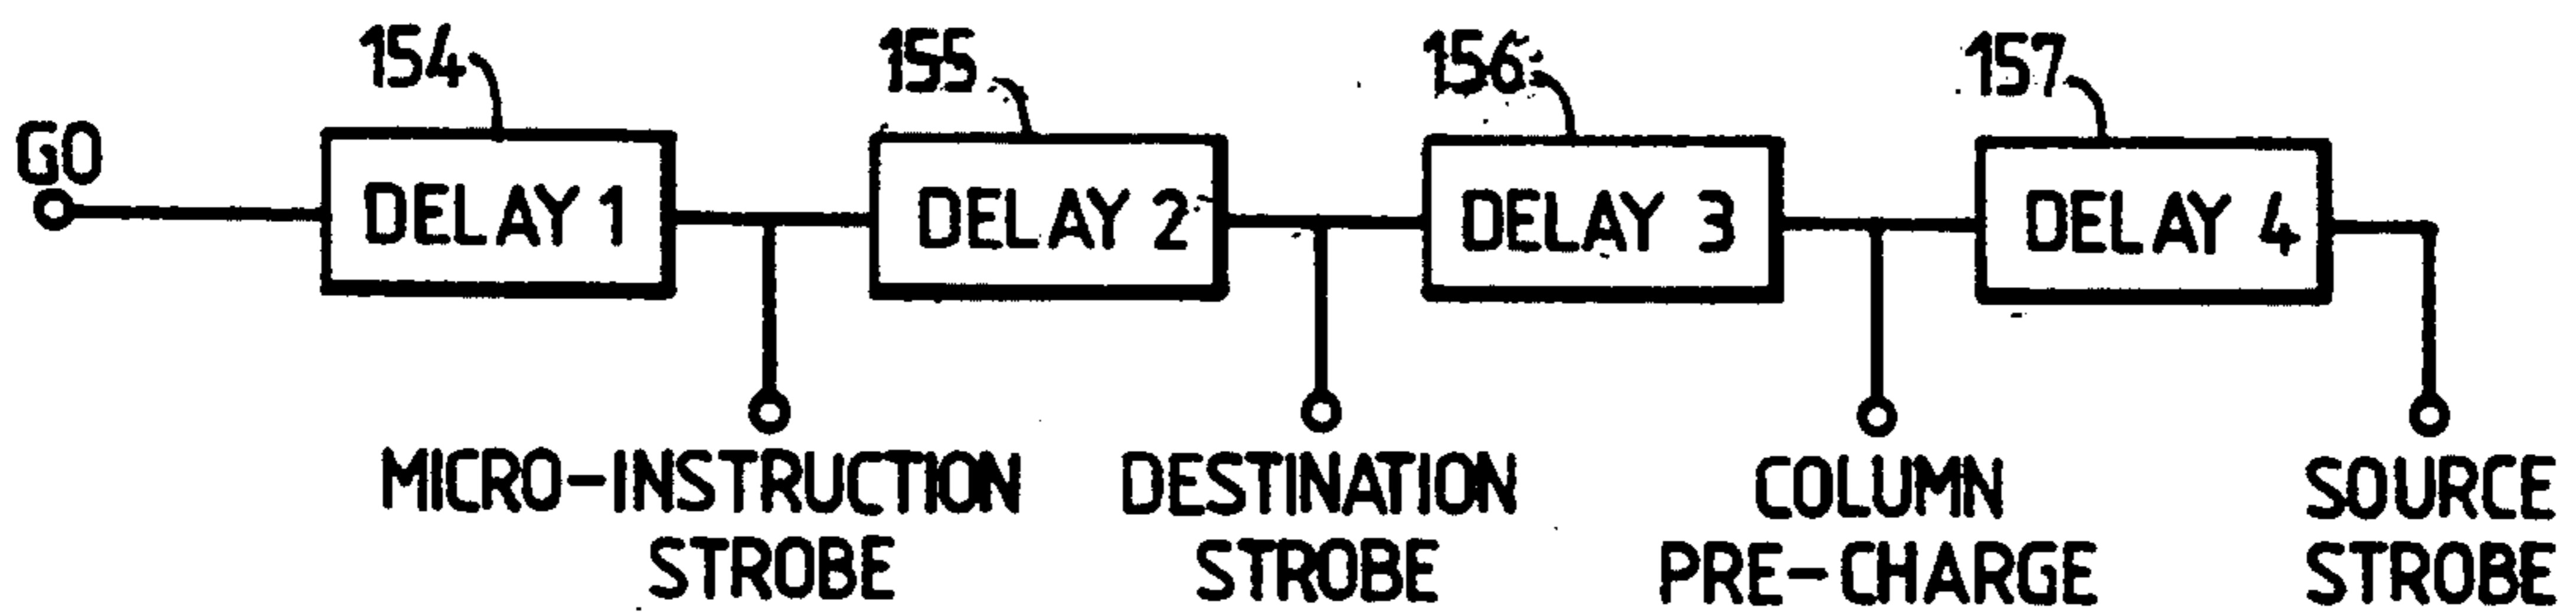 154
155
156
157
GO
DELAY 1
DELAY 2
DELAY 3
DELAY 4
MICRO-INSTRUCTION
STROBE
DESTINATION
STROBE
COLUMN
PRE-CHARGE
SOURCE
STROBE